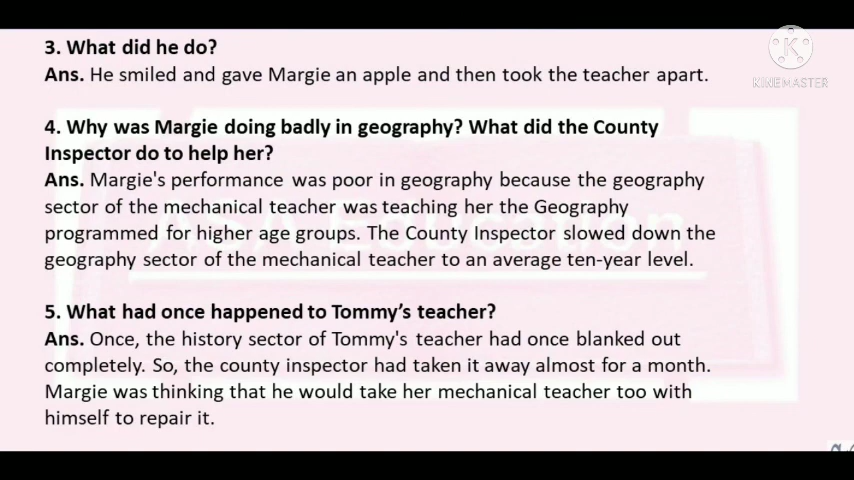 3. What did he do?
Ans. He smiled and gave Margie an apple and then took the teacher apart.
KINEMASTER
4. Why was Margie doing badly in geography? What did the County
Inspector do to help her?
Ans. Margie's performance was poor in geography because the geography
sector of the mechanical teacher was teaching her the Geography
programmed for higher age groups. The County Inspector slowed down the
geography sector of the mechanical teacher to an average ten-year level.
5. What had once happened to Tommy’s teacher?
Ans. Once, the history sector of Tommy's teacher had once blanked out
completely. So, the county inspector had taken it away almost for a month.
Margie was thinking that he would take her mechanical teacher too with
himself to repair it.